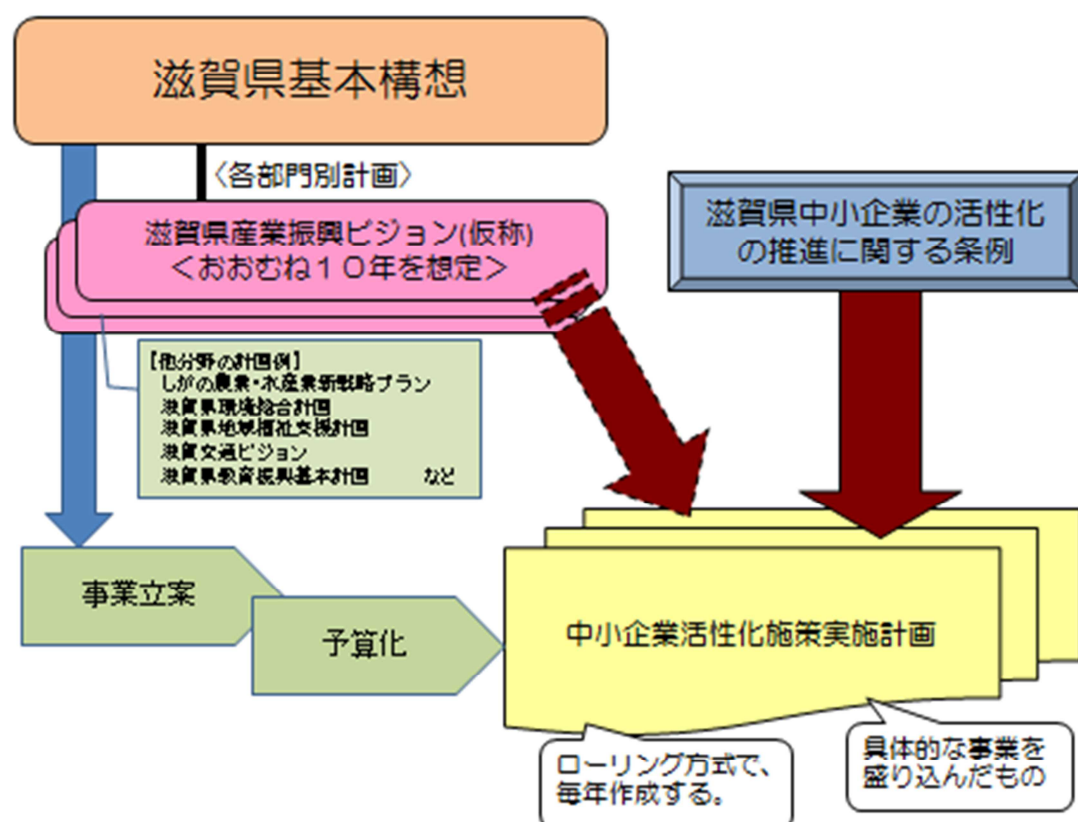 滋賀県基本構想
〈各部門別計画〉
滋賀県産業振興ビジョン(仮称)
＜おおむね１０年を想定＞
滋賀県中小企業の活性化
の推進に関する条例
【他分野の計画例】
しがの農業・水産業新戦略プラン
滋賀県環境総合計画
滋賀県地域福祉支援計画
滋賀交通ビジョン
滋賀県教育振興基本計画　など
事業立案
予算化
中小企業活性化施策実施計画
ローリング方式で、
毎年作成する。
具体的な事業を
盛り込んだもの